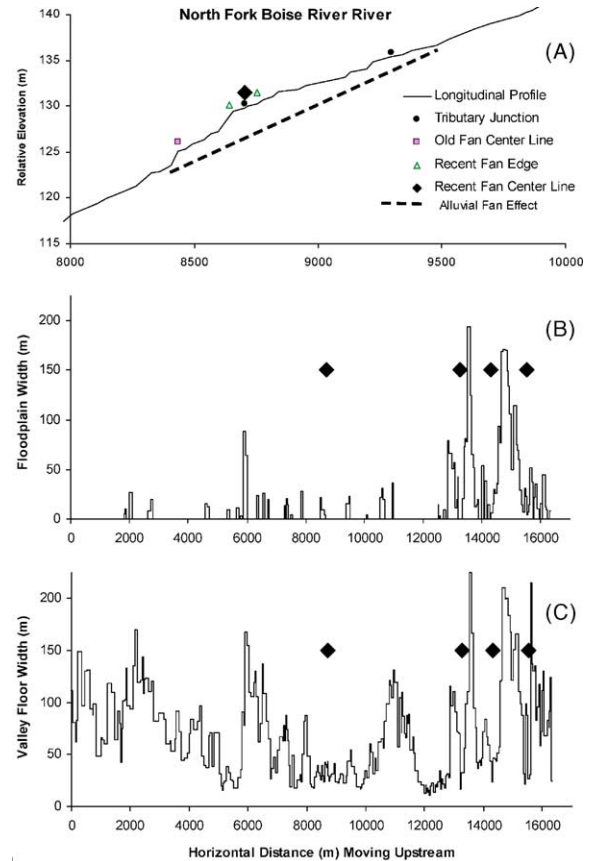 North Fork Boise River River
140
135
130
125
120
115
Relative Elevation (m)
(A)
Longitudinal Profile
Tributary Junction
Old Fan Center Line
Recent Fan Edge
Recent Fan Center Line
Alluvial Fan Effect
8000 8500 9000 9500 10000
200
150
100
50
0
Floodplain Width (m)
(B)
0 2000 4000 6000 8000 10000 12000 14000 16000
200
150
100
50
0
Valley Floor Width (m)
(C)
0 2000 4000 6000 8000 10000 12000 14000 16000
Horizontal Distance (m) Moving Upstream